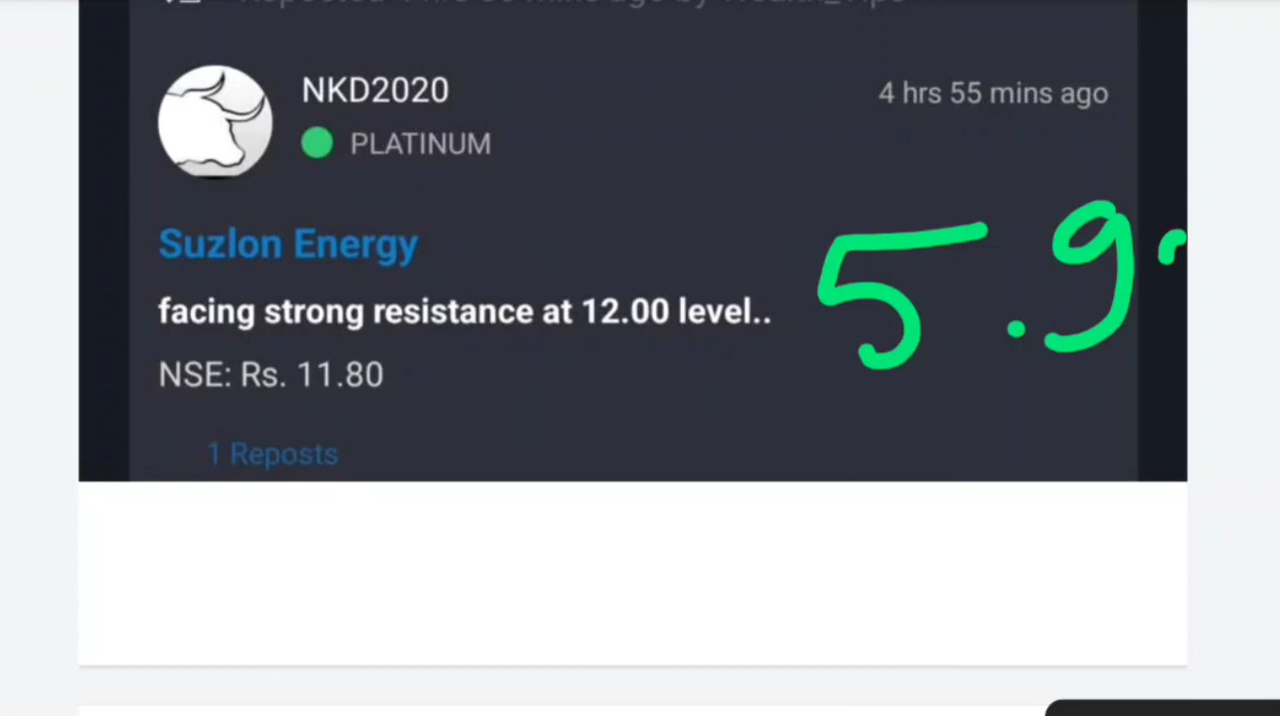 NKD2020
4 hrs 55 mins ago
PLATINUM
Suzlon Energy
facing strong resistance at 12.00 level..
5.9
NSE: Rs. 11.80
1 Reposts